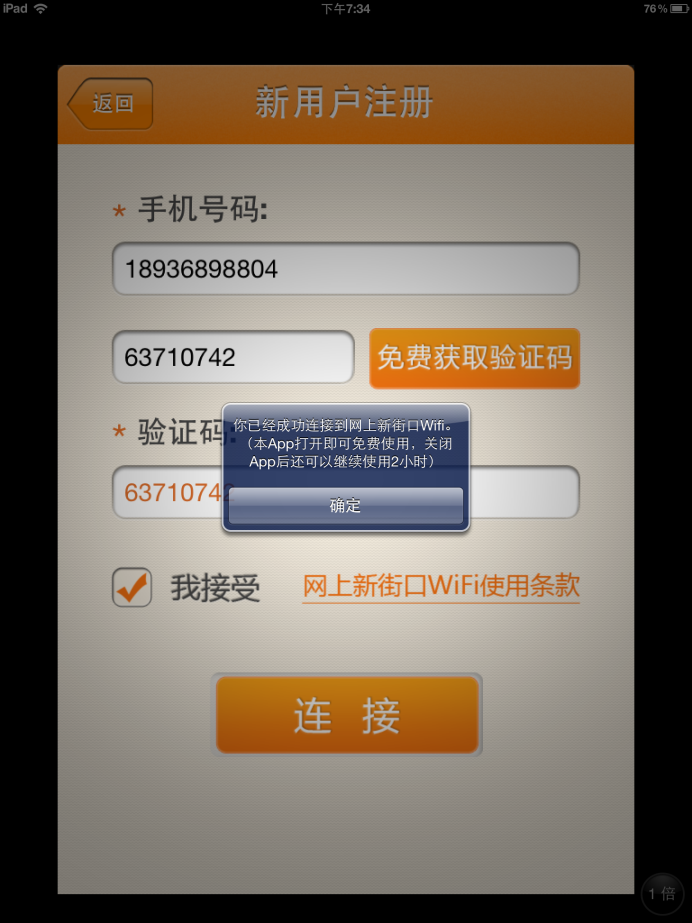 iPad 下午7:34 76%
返回 新用户注册
* 手机号码:
18936898804
63710742 免费获取验证码
* 验证码:
你已经成功连接到网上新街口Wifi。
（本App打开即可免费使用，关闭
App后还可以继续使用2小时）
63710742
确定
我接受 网上新街口WiFi使用条款
连 接
1 倍